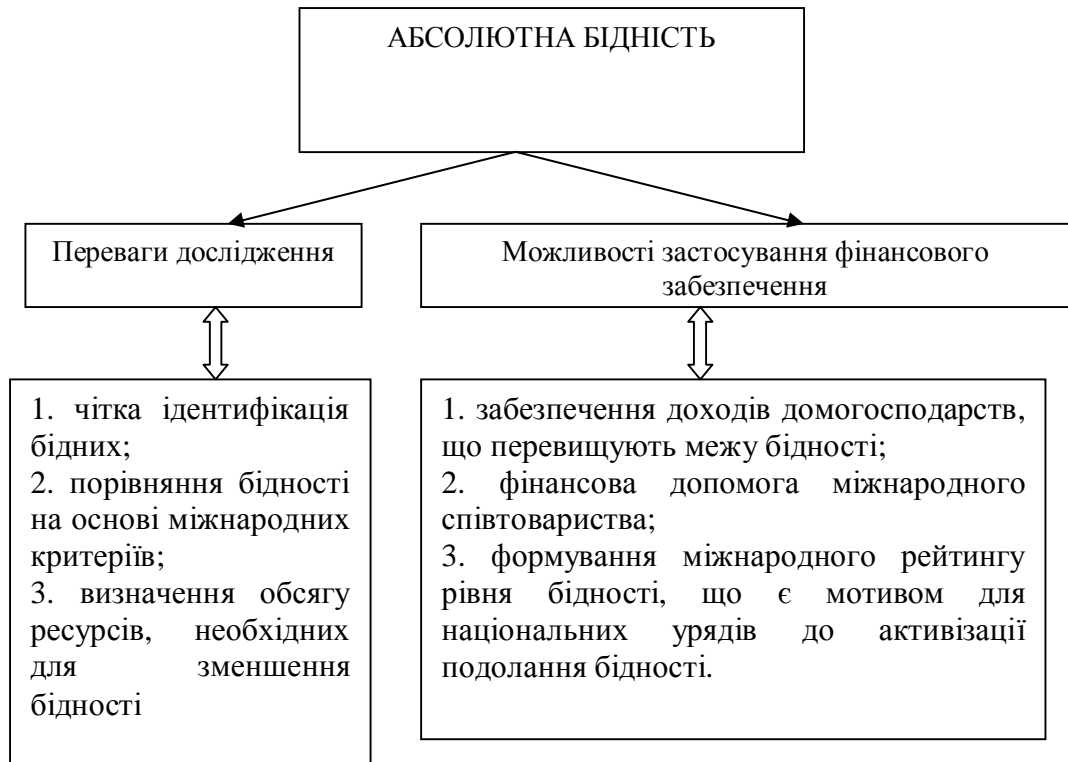 АБСОЛЮТНА БІДНІСТЬ
Переваги дослідження
Можливості застосування фінансового
забезпечення
1. чітка ідентифікація
бідних;
2. порівняння бідності
на основі міжнародних
критеріїв;
3. визначення обсягу
ресурсів, необхідних
для зменшення
бідності
1. забезпечення доходів домогосподарств,
що перевищують межу бідності;
2. фінансова допомога міжнародного
співтовариства;
3. формування міжнародного рейтингу
рівня бідності, що є мотивом для
національних урядів до активізації
подолання бідності.